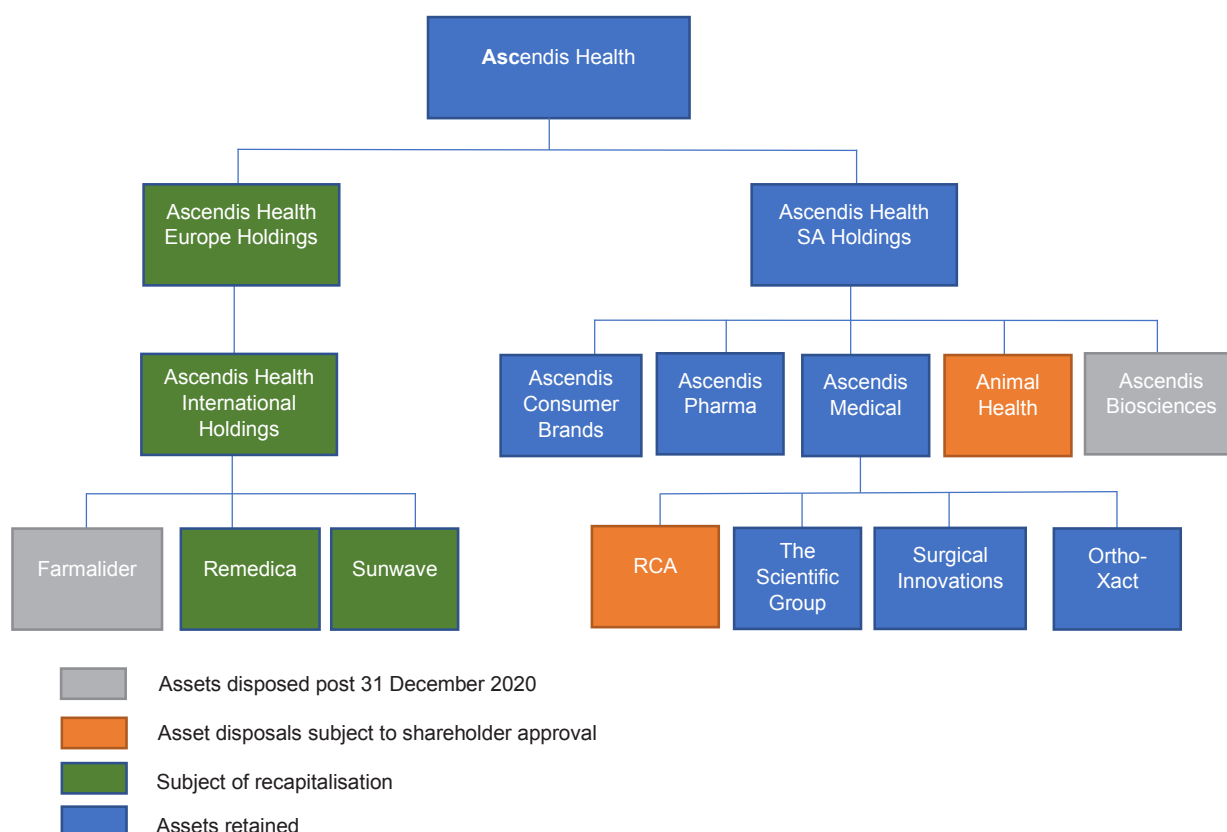 Ascendis Health
Ascendis Health
Europe Holdings
Ascendis Health
SA Holdings
Ascendis Health
International
Holdings
Ascendis
Consumer
Brands
Ascendis
Pharma
Ascendis
Medical
Animal
Health
Ascendis
Biosciences
Farmalider
Remedica
Sunwave
RCA
The
Scientific
Group
Surgical
Innovations
Ortho-
Xact
Assets disposed post 31 December 2020
Asset disposals subject to shareholder approval
Subject of recapitalisation
Assets retained